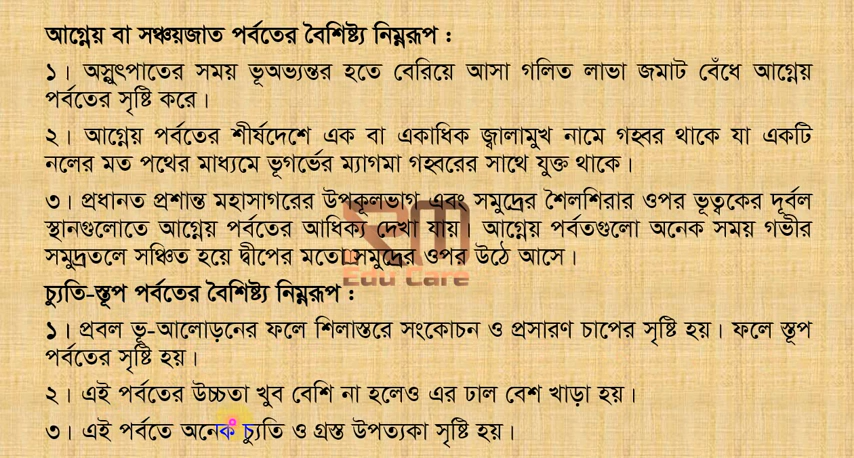 আগ্নেয় বা সঞ্চয়জাত পর্বতের বৈশিষ্ট্য নিম্নরূপ :
১। অগ্ন্যুৎপাতের সময় ভূঅভ্যন্তর হতে বেরিয়ে আসা গলিত লাভা জমাট বেঁধে আগ্নেয়
পর্বতের সৃষ্টি করে।
২। আগ্নেয় পর্বতের শীর্ষদেশে এক বা একাধিক জ্বালামুখ নামে গহ্বর থাকে যা একটি
নলের মত পথের মাধ্যমে ভূগর্ভের ম্যাগমা গহ্বরের সাথে যুক্ত থাকে।
৩। প্রধানত প্রশান্ত মহাসাগরের উপকূলভাগ এবং সমুদ্রের শৈলশিরার ওপর ভূত্বকের দূর্বল
স্থানগুলোতে আগ্নেয় পর্বতের আধিক্য দেখা যায়। আগ্নেয় পর্বতগুলো অনেক সময় গভীর
সমুদ্রতলে সঞ্চিত হয়ে দ্বীপের মতো সমুদ্রের ওপর উঠে আসে।
Edu Care
চ্যুতি-স্তূপ পর্বতের বৈশিষ্ট্য নিম্নরূপ :
১। প্রবল ভূ-আলোড়নের ফলে শিলাস্তরে সংকোচন ও প্রসারণ চাপের সৃষ্টি হয়। ফলে স্তূপ
পর্বতের সৃষ্টি হয়।
২। এই পর্বতের উচ্চতা খুব বেশি না হলেও এর ঢাল বেশ খাড়া হয়।
৩। এই পর্বতে অনেক চ্যুতি ও গ্রস্ত উপত্যকা সৃষ্টি হয়।